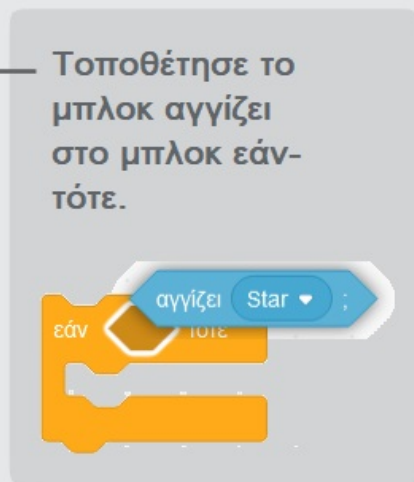 Τοποθέτησε το
μπλοκ αγγίζει
στο μπλοκ εάν-
τότε.
αγγίζει Star ;
εάν τότε